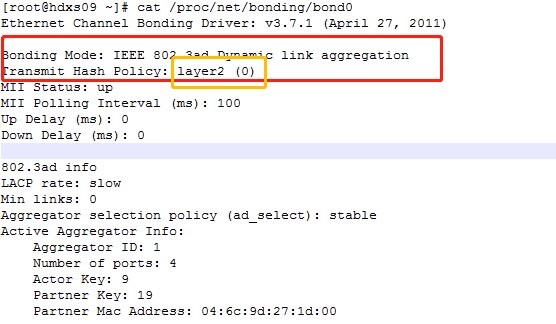 [root@hdxs09 ~]# cat /proc/net/bonding/bond0
Ethernet Channel Bonding Driver: v3.7.1 (April 27, 2011)
Bonding Mode: IEEE 802.3ad Dynamic link aggregation
Transmit Hash Policy: layer2 (0)
MII Status: up
MII Polling Interval (ms): 100
Up Delay (ms): 0
Down Delay (ms): 0
802.3ad info
LACP rate: slow
Min links: 0
Aggregator selection policy (ad_select): stable
Active Aggregator Info:
    Aggregator ID: 1
    Number of ports: 4
    Actor Key: 9
    Partner Key: 19
    Partner Mac Address: 04:6c:9d:27:1d:00